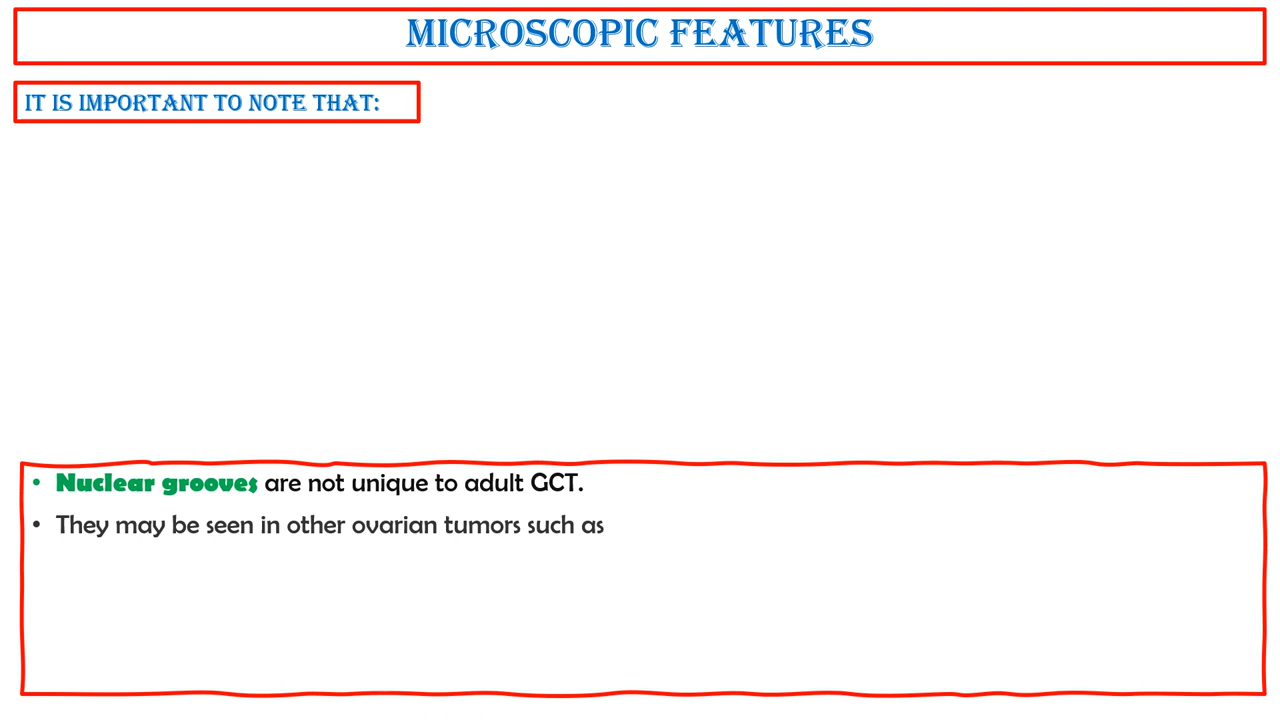 MICROSCOPIC FEATURES
IT IS IMPORTANT TO NOTE THAT:
• Nuclear grooves are not unique to adult GCT.
• They may be seen in other ovarian tumors such as